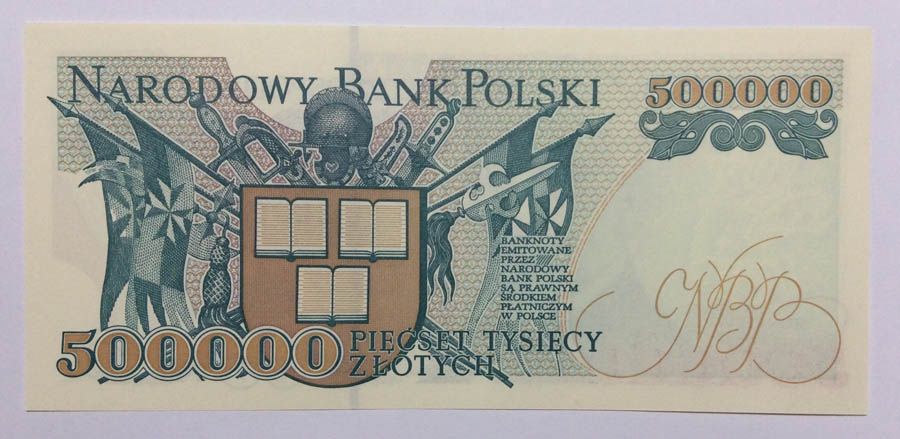 NARODOWY BANK POLSKI
500000
BANKNOTY
EMITOWANE
PRZEZ
NARODOWY
BANK POLSKI
SĄ PRAWNYM
ŚRODKIEM
PŁATNICZYM
W POLSCE
NBP
500000
PIĘĆSET TYSIĘCY
ZŁOTYCH